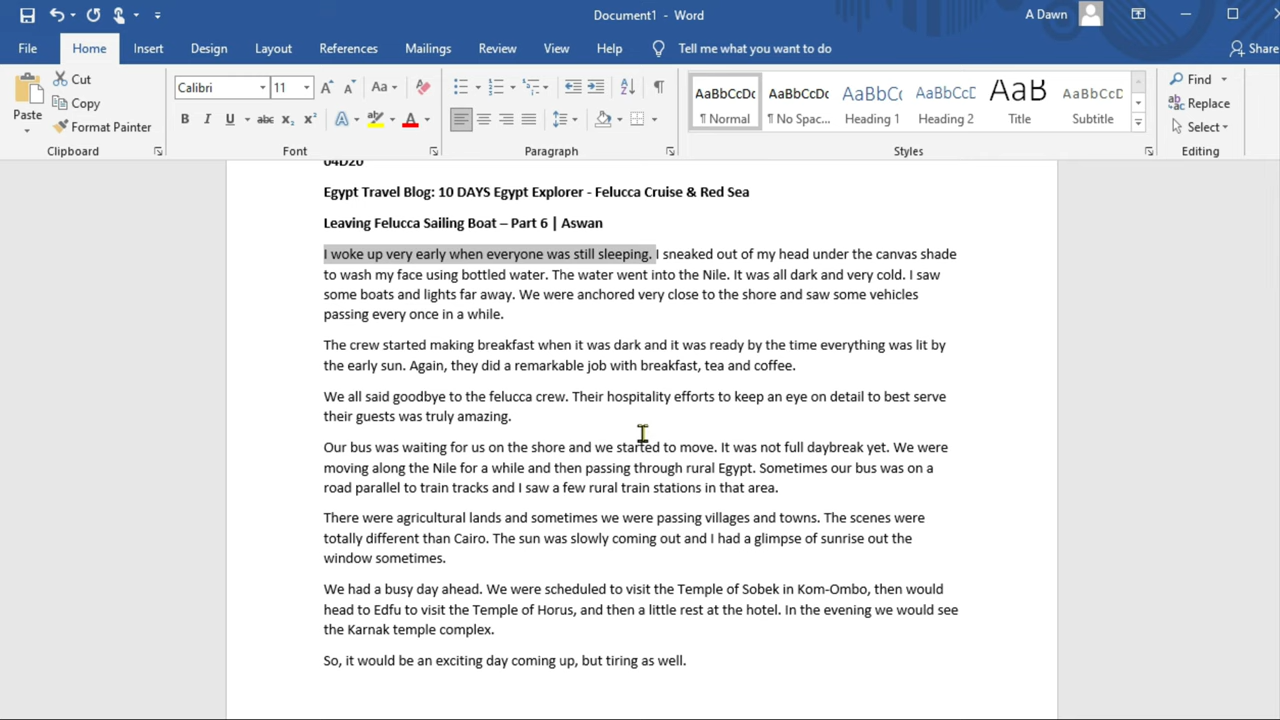 Document1 - Word
A Dawn
File Home Insert Design Layout References Mailings Review View Help Tell me what you want to do Share
Paste
Cut
Copy
Format Painter
Clipboard
Calibri 11
Font
Paragraph
AaBbCcDc AaBbCcDc AaBbC( AaBbCcC AaB AaBbCcD
¶ Normal ¶ No Spac... Heading 1 Heading 2 Title Subtitle
Styles
Find
Replace
Select
Editing
04D20
Egypt Travel Blog: 10 DAYS Egypt Explorer - Felucca Cruise & Red Sea
Leaving Felucca Sailing Boat – Part 6 | Aswan
I woke up very early when everyone was still sleeping. I sneaked out of my head under the canvas shade
to wash my face using bottled water. The water went into the Nile. It was all dark and very cold. I saw
some boats and lights far away. We were anchored very close to the shore and saw some vehicles
passing every once in a while.
The crew started making breakfast when it was dark and it was ready by the time everything was lit by
the early sun. Again, they did a remarkable job with breakfast, tea and coffee.
We all said goodbye to the felucca crew. Their hospitality efforts to keep an eye on detail to best serve
their guests was truly amazing.
Our bus was waiting for us on the shore and we started to move. It was not full daybreak yet. We were
moving along the Nile for a while and then passing through rural Egypt. Sometimes our bus was on a
road parallel to train tracks and I saw a few rural train stations in that area.
There were agricultural lands and sometimes we were passing villages and towns. The scenes were
totally different than Cairo. The sun was slowly coming out and I had a glimpse of sunrise out the
window sometimes.
We had a busy day ahead. We were scheduled to visit the Temple of Sobek in Kom-Ombo, then would
head to Edfu to visit the Temple of Horus, and then a little rest at the hotel. In the evening we would see
the Karnak temple complex.
So, it would be an exciting day coming up, but tiring as well.